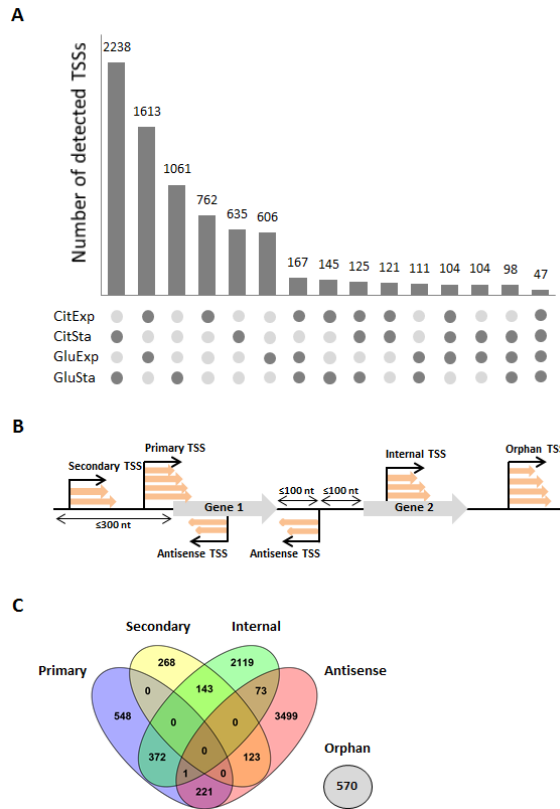 A
Number of detected TSSs
2238
1613
1061
762
635
606
167
145
125
121
111
104
104
98
47
CitExp
CitSta
GluExp
GluSta
B
Secondary TSS
Primary TSS
Internal TSS
Orphan TSS
≤100 nt
≤100 nt
Gene 1
Gene 2
≤300 nt
Antisense TSS
Antisense TSS
C
Secondary
Internal
Primary
Antisense
268
2119
0
143
73
548
0
0
3499
0
372
123
1
0
221
Orphan
570